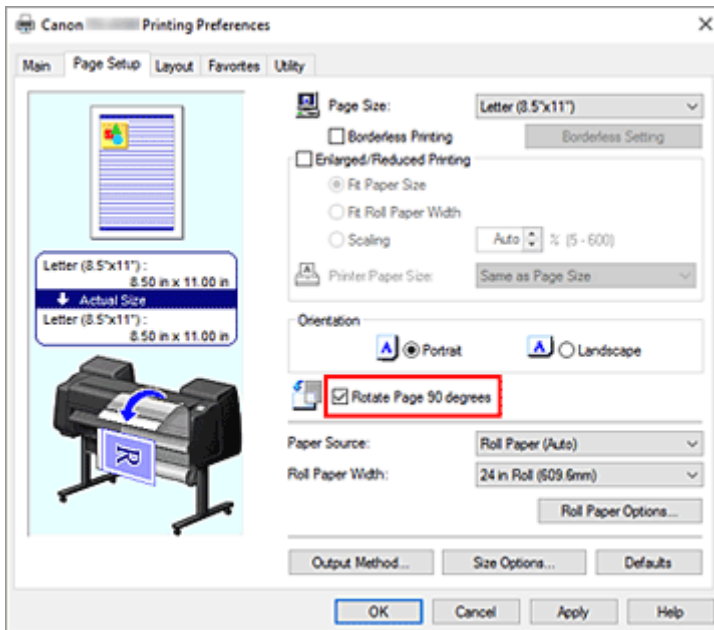 Canon Printing Preferences
Main Page Setup Layout Favorites Utility
Page Size: Letter (8.5"x11")
Borderless Printing Borderless Setting
Enlarged/Reduced Printing
Fit Paper Size
Fit Roll Paper Width
Scaling Auto % (5 - 600)
Printer Paper Size: Same as Page Size
Letter (8.5"x11") :
8.50 in x 11.00 in
Actual Size
Letter (8.5"x11") :
8.50 in x 11.00 in
Orientation
A Portrait A Landscape
Rotate Page 90 degrees
R
Paper Source: Roll Paper (Auto)
Roll Paper Width: 24 in Roll (609.6mm)
Roll Paper Options...
Output Method... Size Options... Defaults
OK Cancel Apply Help